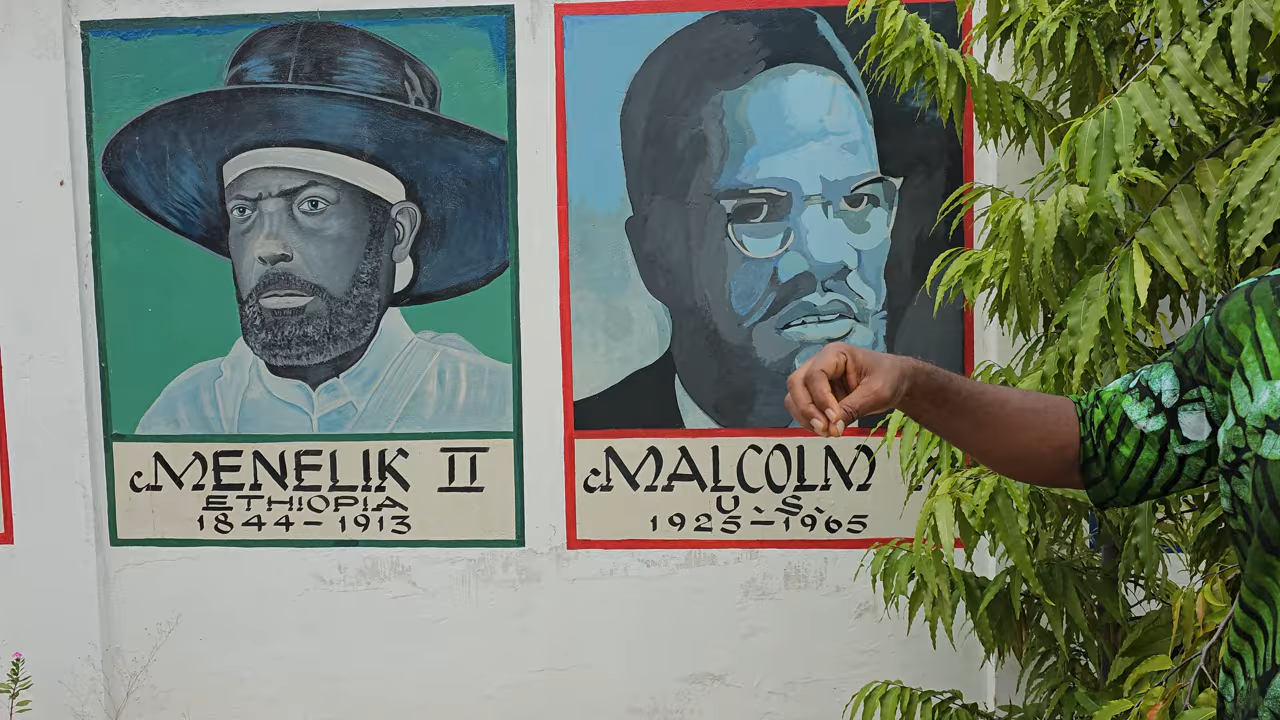 MENELIK II
ETHIOPIA
1844-1913
MALCOLM
U.S.
1925-1965